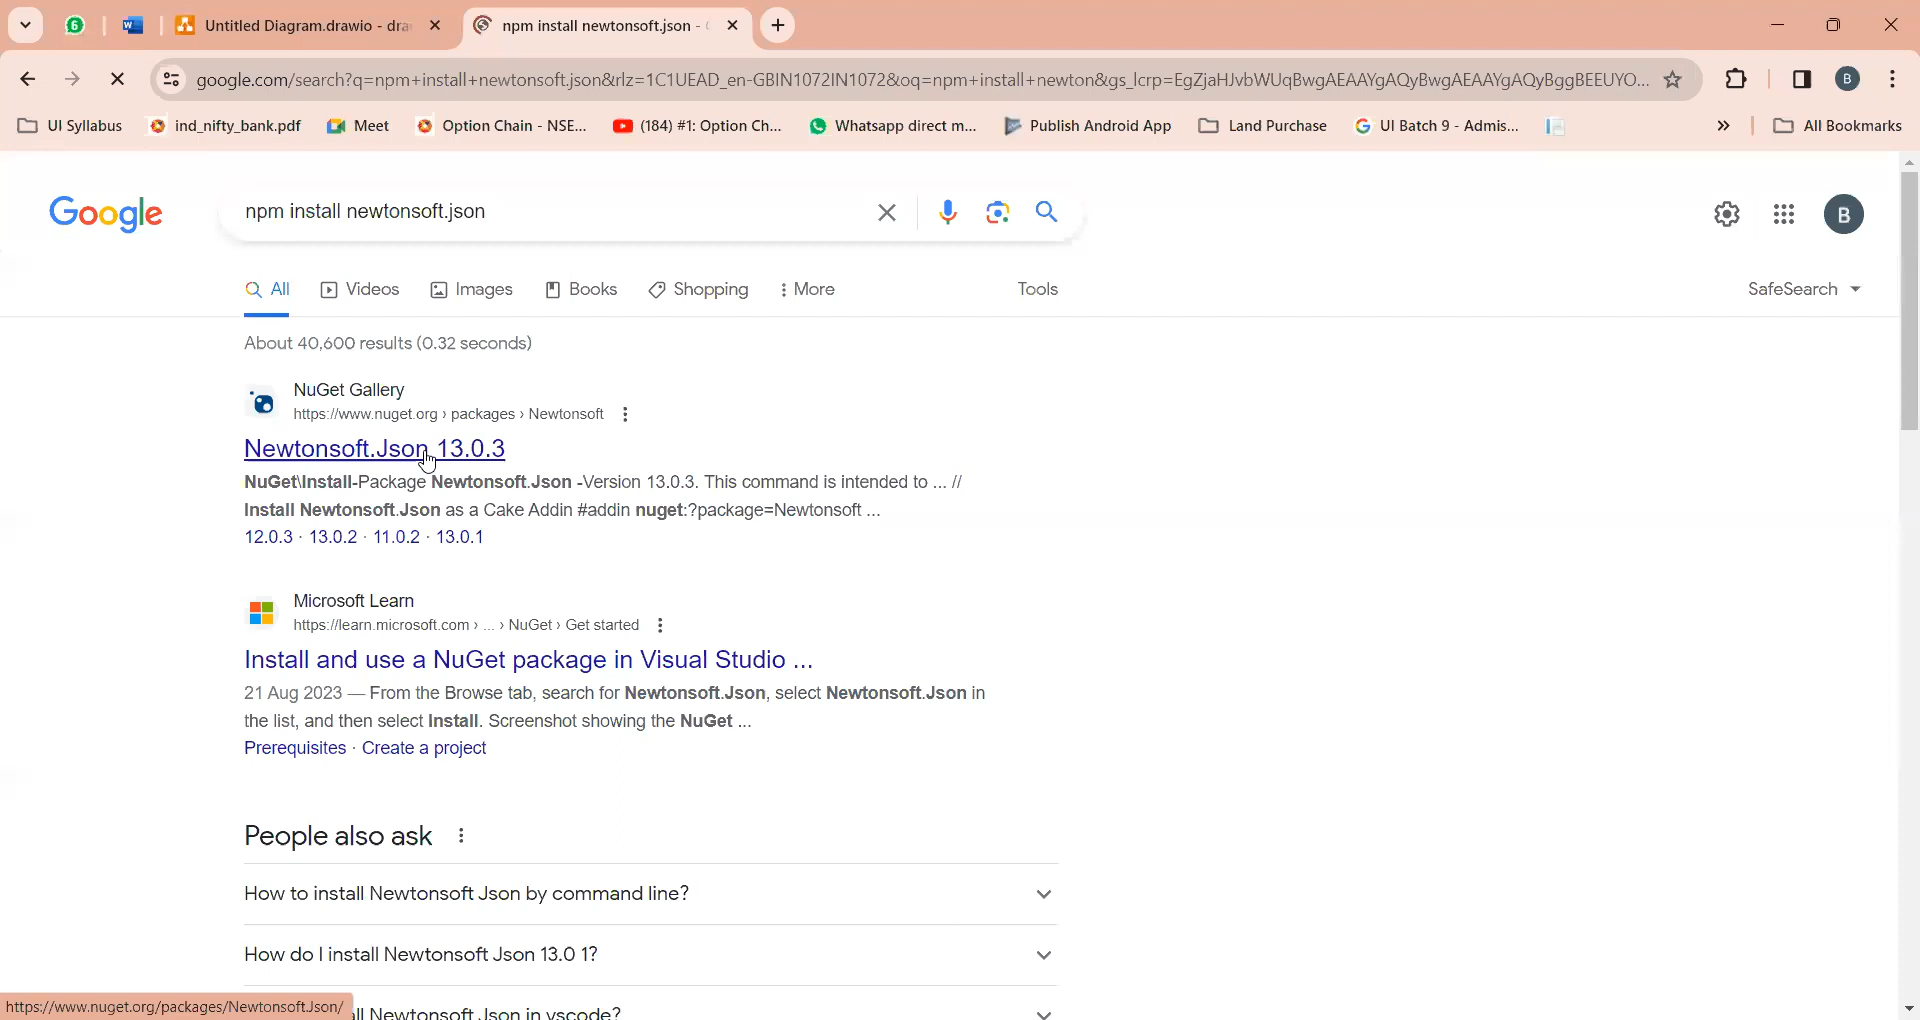 6
Untitled Diagram.drawio - dra
npm install newtonsoft.json -
google.com/search?q=npm+install+newtonsoft.json&rlz=1C1UEAD_en-GBIN1072IN1072&oq=npm+install+newton&gs_lcrp=EgZjaHJvbWUqBwgAEAAYgAQyBwgAEAAYgAQyBggBEEUYO...
B
UI Syllabus
ind_nifty_bank.pdf
Meet
Option Chain - NSE...
(184) #1: Option Ch...
Whatsapp direct m...
Publish Android App
Land Purchase
UI Batch 9 - Admis...
All Bookmarks
Google
npm install newtonsoft.json
B
All
Videos
Images
Books
Shopping
More
Tools
SafeSearch
About 40,600 results (0.32 seconds)
NuGet Gallery
https://www.nuget.org › packages › Newtonsoft
Newtonsoft.Json 13.0.3
NuGet\Install-Package Newtonsoft.Json -Version 13.0.3. This command is intended to ... //
Install Newtonsoft.Json as a Cake Addin #addin nuget:?package=Newtonsoft ...
12.0.3 · 13.0.2 · 11.0.2 · 13.0.1
Microsoft Learn
https://learn.microsoft.com › ... › NuGet › Get started
Install and use a NuGet package in Visual Studio ...
21 Aug 2023 — From the Browse tab, search for Newtonsoft.Json, select Newtonsoft.Json in
the list, and then select Install. Screenshot showing the NuGet ...
Prerequisites · Create a project
People also ask
How to install Newtonsoft Json by command line?
How do I install Newtonsoft Json 13.0 1?
all Newtonsoft Json in vscode?
https://www.nuget.org/packages/Newtonsoft.Json/